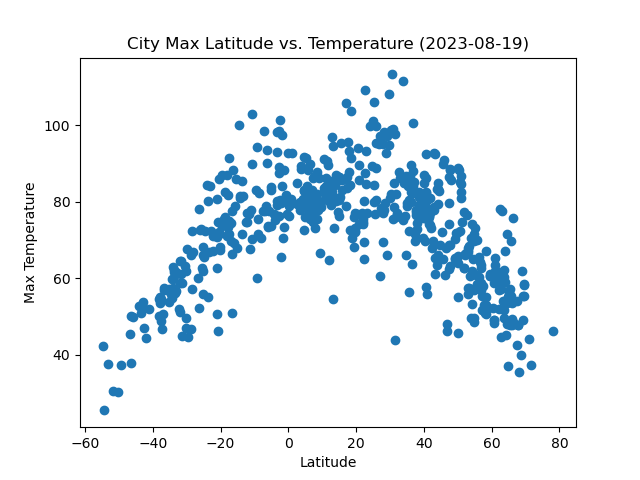 City Max Latitude vs. Temperature (2023-08-19)
Max Temperature
100
80
60
40
−60 −40 −20 0 20 40 60 80
Latitude